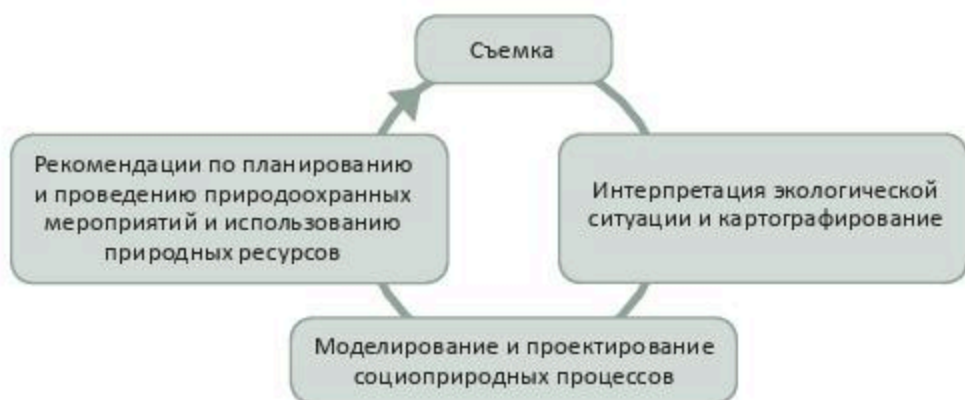 Съемка
Рекомендации по планированию
и проведению природоохранных
мероприятий и использованию
природных ресурсов
Интерпретация экологической
ситуации и картографирование
Моделирование и проектирование
социоприродных процессов